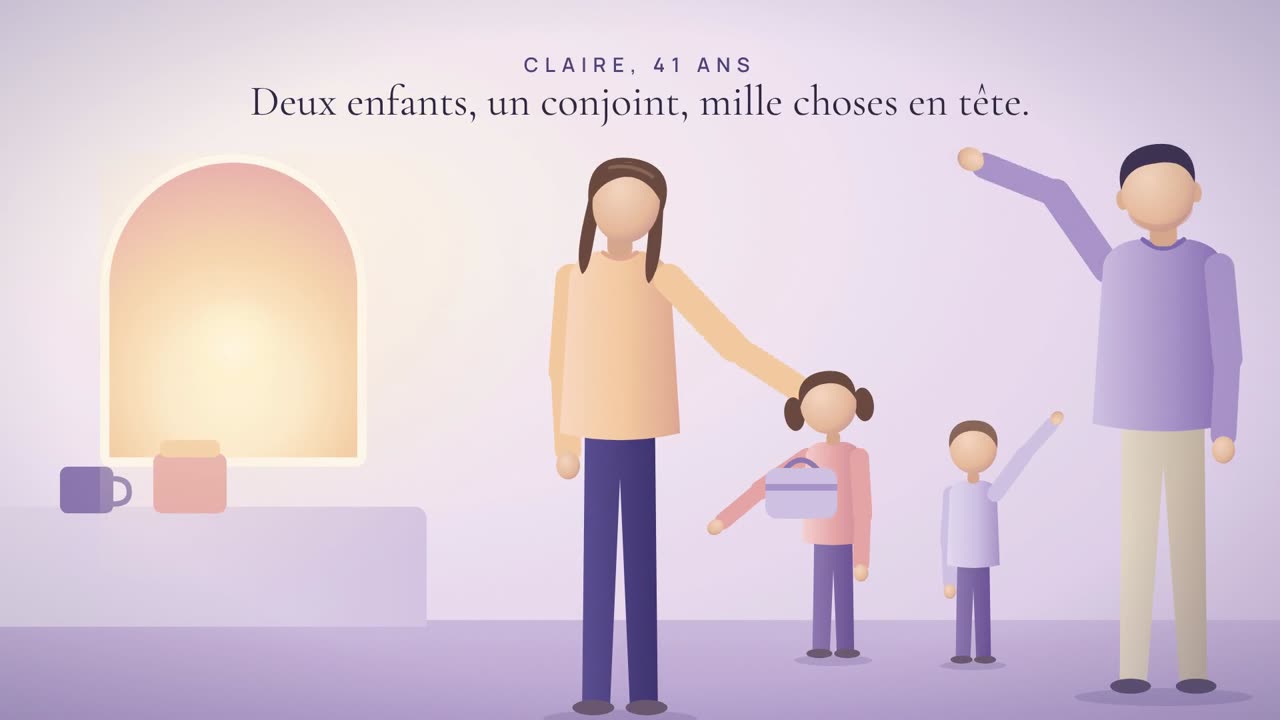 CLAIRE, 41 ANS
Deux enfants, un conjoint, mille choses en tête.